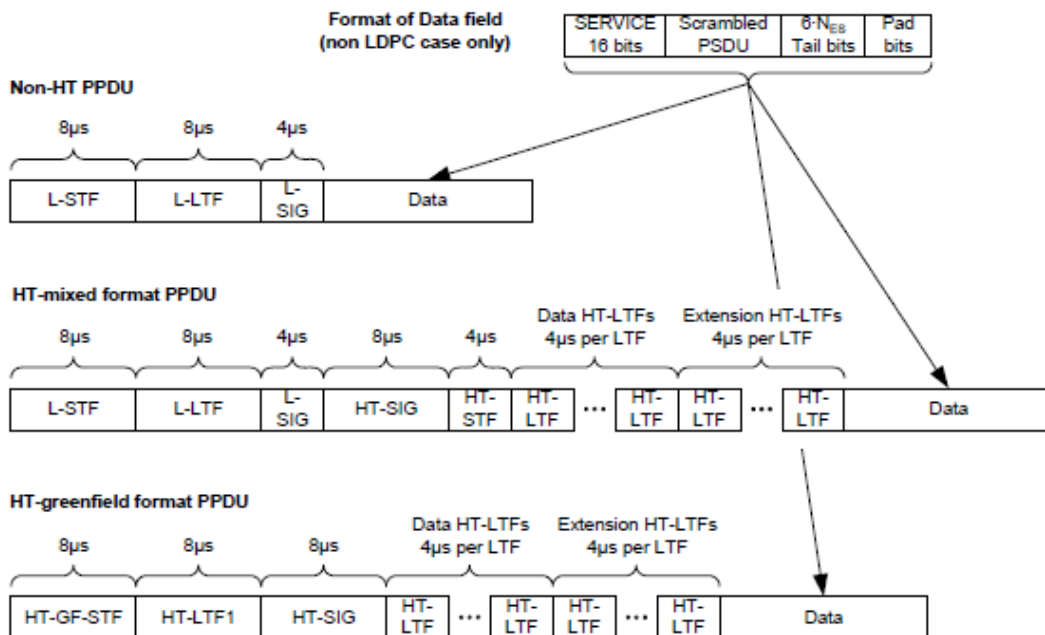 Format of Data field
(non LDPC case only)
SERVICE
16 bits
Scrambled
PSDU
6·NES
Tail bits
Pad
bits
Non-HT PPDU
8µs
8µs
4µs
L-STF
L-LTF
L-
SIG
Data
HT-mixed format PPDU
Data HT-LTFs
4µs per LTF
Extension HT-LTFs
4µs per LTF
8µs
8µs
4µs
8µs
4µs
L-STF
L-LTF
L-
SIG
HT-SIG
HT-
STF
HT-
LTF
...
HT-
LTF
HT-
LTF
...
HT-
LTF
Data
HT-greenfield format PPDU
Data HT-LTFs
4µs per LTF
Extension HT-LTFs
4µs per LTF
8µs
8µs
8µs
HT-GF-STF
HT-LTF1
HT-SIG
HT-
LTF
...
HT-
LTF
HT-
LTF
...
HT-
LTF
Data